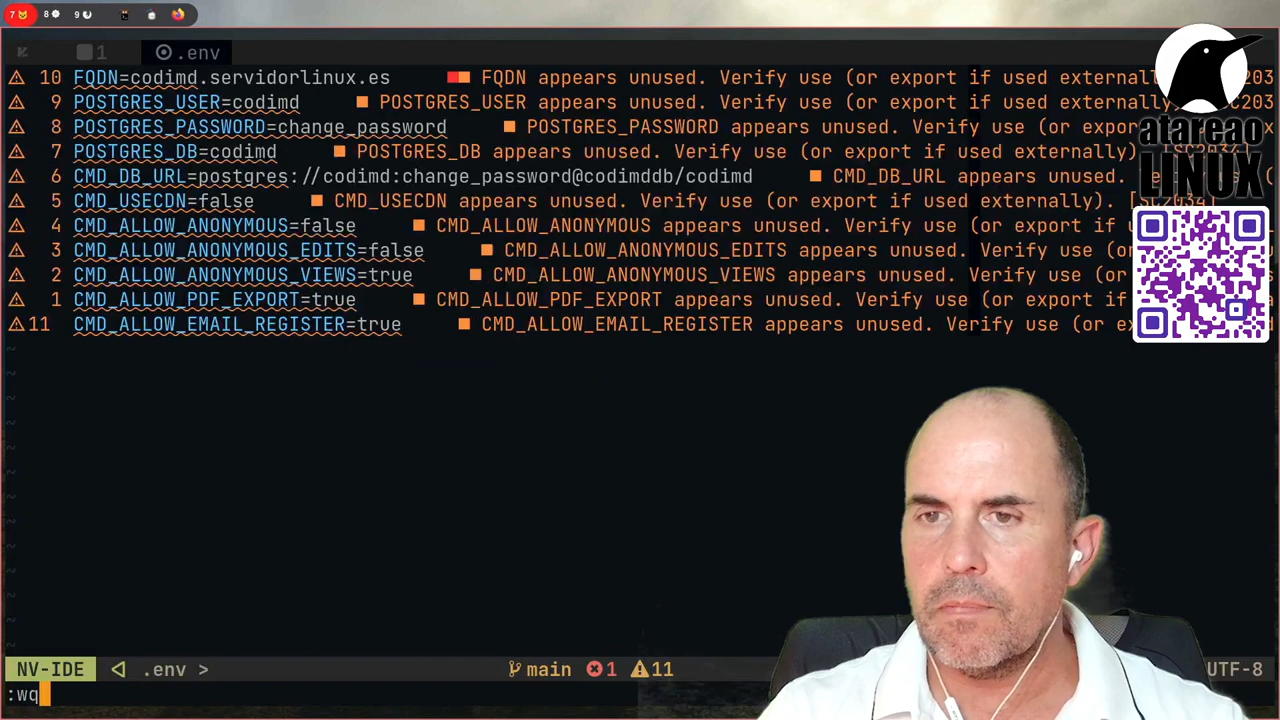 7 8 9
1 .env
10 FQDN=codimd.servidorlinux.es FQDN appears unused. Verify use (or export if used externally
9 POSTGRES_USER=codimd POSTGRES_USER appears unused. Verify use (or export if used externally
8 POSTGRES_PASSWORD=change_password POSTGRES_PASSWORD appears unused. Verify use (or expor
7 POSTGRES_DB=codimd POSTGRES_DB appears unused. Verify use (or export if used externally)
6 CMD_DB_URL=postgres://codimd:change_password@codimddb/codimd CMD_DB_URL appears unused.
5 CMD_USECDN=false CMD_USECDN appears unused. Verify use (or export if used externally). [SC2034]
4 CMD_ALLOW_ANONYMOUS=false CMD_ALLOW_ANONYMOUS appears unused. Verify use (or export if
3 CMD_ALLOW_ANONYMOUS_EDITS=false CMD_ALLOW_ANONYMOUS_EDITS appears unused. Verify use (or
2 CMD_ALLOW_ANONYMOUS_VIEWS=true CMD_ALLOW_ANONYMOUS_VIEWS appears unused. Verify use (or
1 CMD_ALLOW_PDF_EXPORT=true CMD_ALLOW_PDF_EXPORT appears unused. Verify use (or export if
11 CMD_ALLOW_EMAIL_REGISTER=true CMD_ALLOW_EMAIL_REGISTER appears unused. Verify use (or ex
atareao
LINUX
NV-IDE .env > main 1 11 UTF-8
:wq